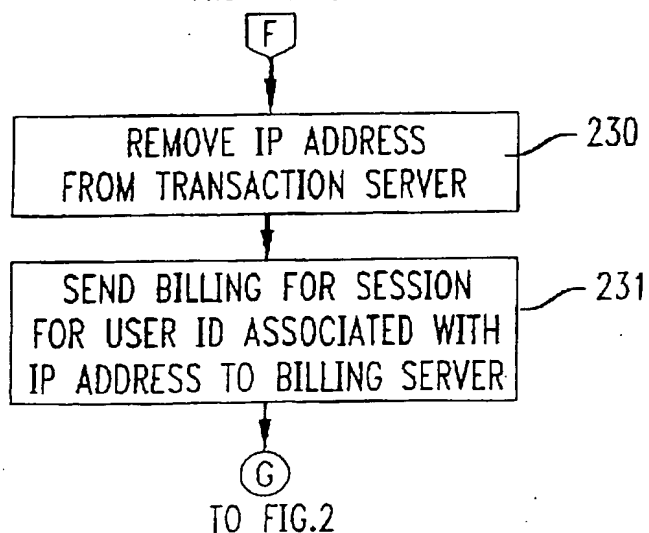 F
REMOVE IP ADDRESS
FROM TRANSACTION SERVER
230
SEND BILLING FOR SESSION
FOR USER ID ASSOCIATED WITH
IP ADDRESS TO BILLING SERVER
231
G
TO FIG.2